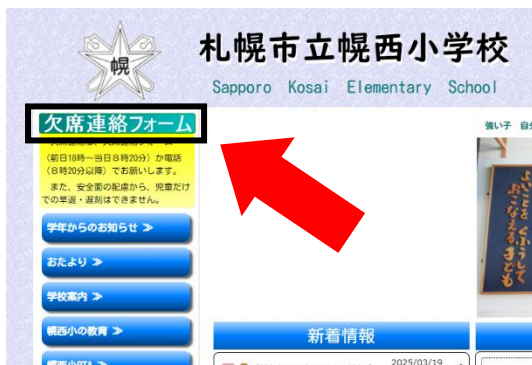 幌
札幌市立幌西小学校
Sapporo Kosai Elementary School
欠席連絡フォーム
(前日18時~当日8時20分) か電話
(8時20分以降) でお願いします。
また、安全面の配慮から、児童だけ
での早退・遅刻はできません。
学年からのお知らせ ≫
おたより ≫
学校案内 ≫
幌西小の教育 ≫
強い子 自
新着情報
2025/03/19